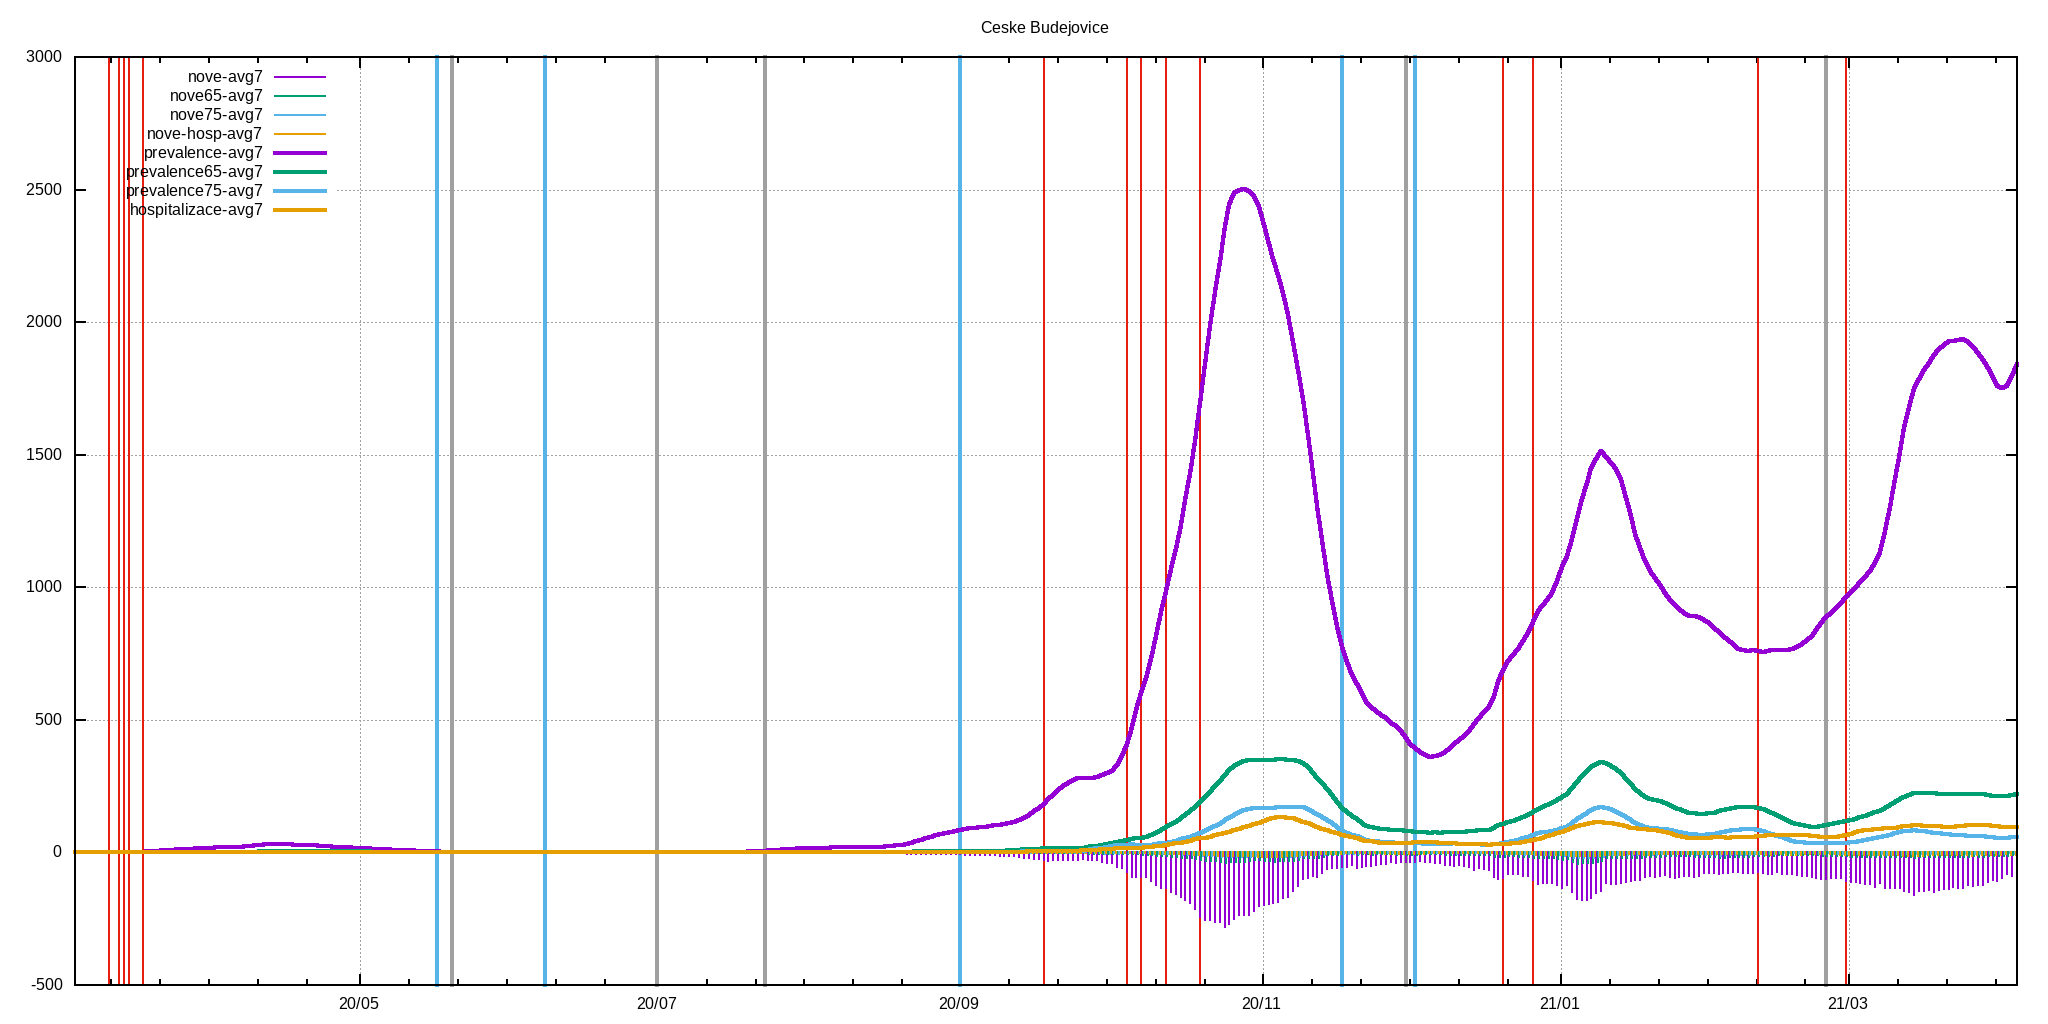 Ceske Budejovice
3000
2500
2000
1500
1000
500
0
-500
nove-avg7
nove65-avg7
nove75-avg7
nove-hosp-avg7
prevalence-avg7
prevalence65-avg7
prevalence75-avg7
hospitalizace-avg7
20/05
20/07
20/09
20/11
21/01
21/03